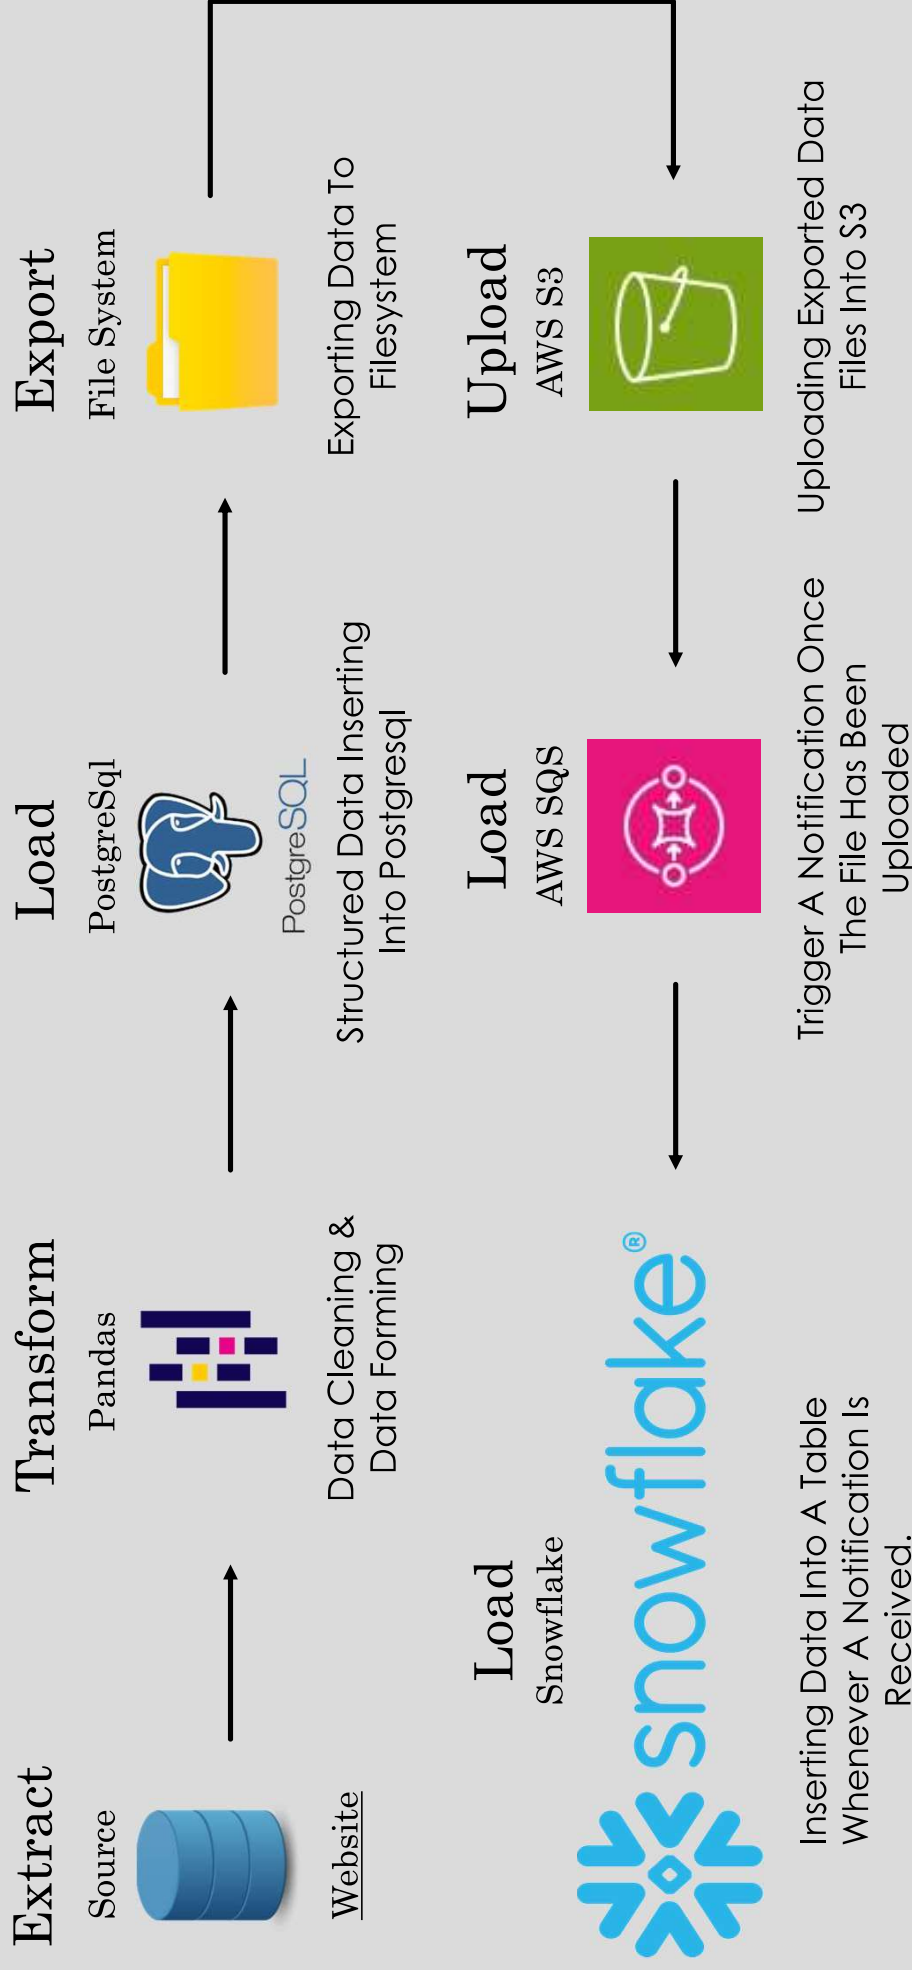 Extract
Source
Website
Transform
Pandas
Data Cleaning &
Data Forming
Load
PostgreSql
PostgreSQL
Structured Data Inserting
Into Postgresql
Export
File System
Exporting Data To
Filesystem
Upload
AWS S3
Uploading Exported Data
Files Into S3
Load
AWS SQS
Trigger A Notification Once
The File Has Been
Uploaded
Load
Snowflake
snowflake®
Inserting Data Into A Table
Whenever A Notification Is
Received.